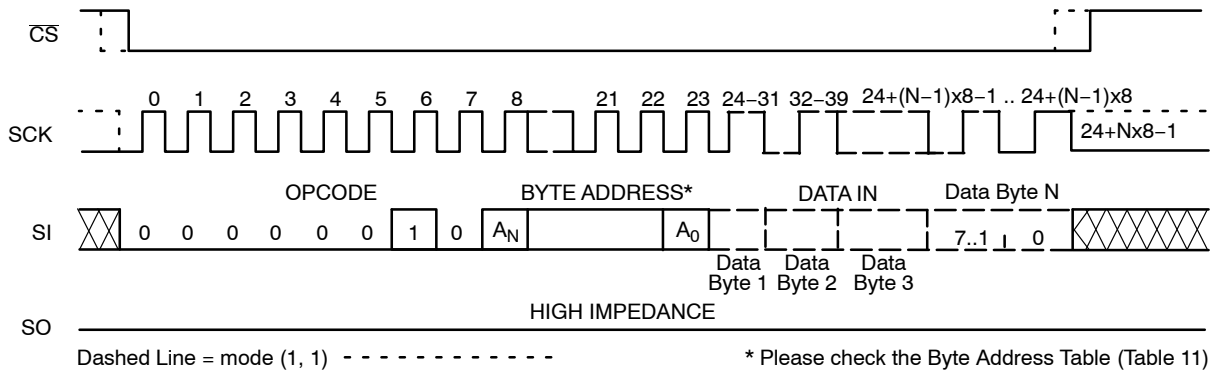 CS
0 1 2 3 4 5 6 7 8 21 22 23 24–31 32–39 24+(N–1)x8–1 .. 24+(N–1)x8
SCK
24+Nx8–1
OPCODE BYTE ADDRESS* DATA IN Data Byte N
SI 0 0 0 0 0 0 1 0 AN A0 7..1 0
Data Byte 1
Data Byte 2
Data Byte 3
HIGH IMPEDANCE
SO
Dashed Line = mode (1, 1)
* Please check the Byte Address Table (Table 11)